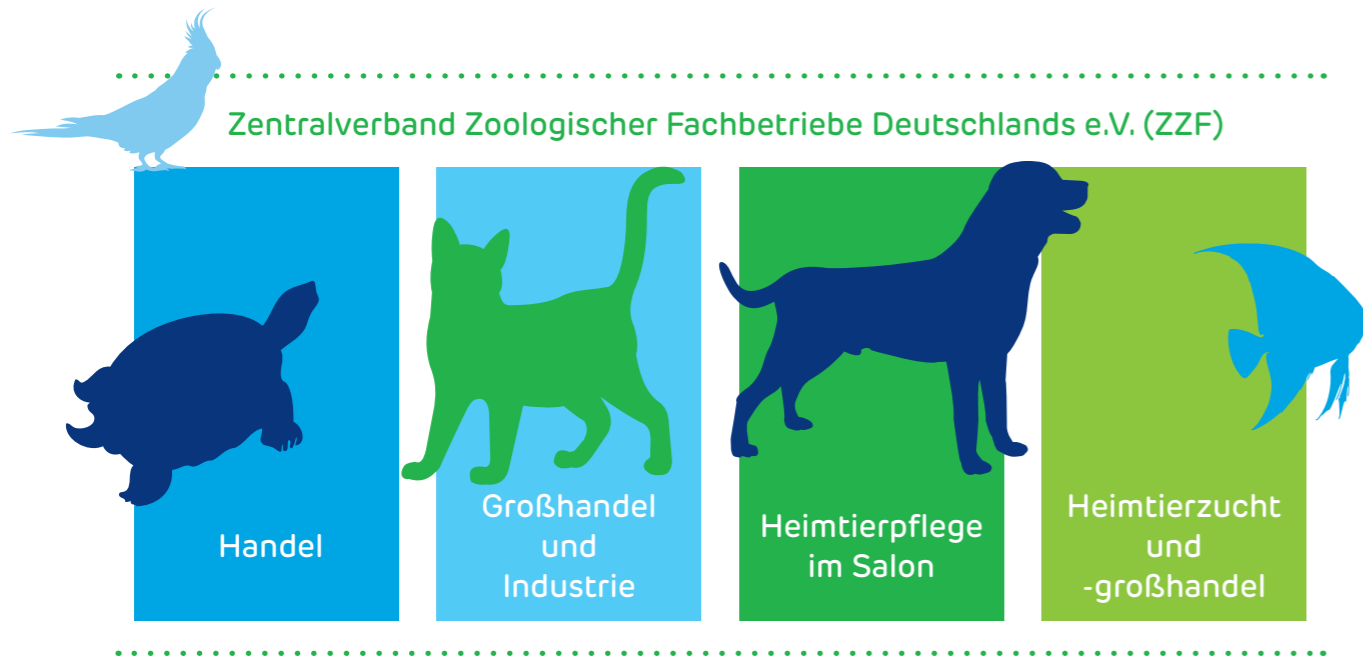 Zentralverband Zoologischer Fachbetriebe Deutschlands e.V. (ZZF)
Handel
Großhandel
und
Industrie
Heimtierpflege
im Salon
Heimtierzucht
und
-großhandel